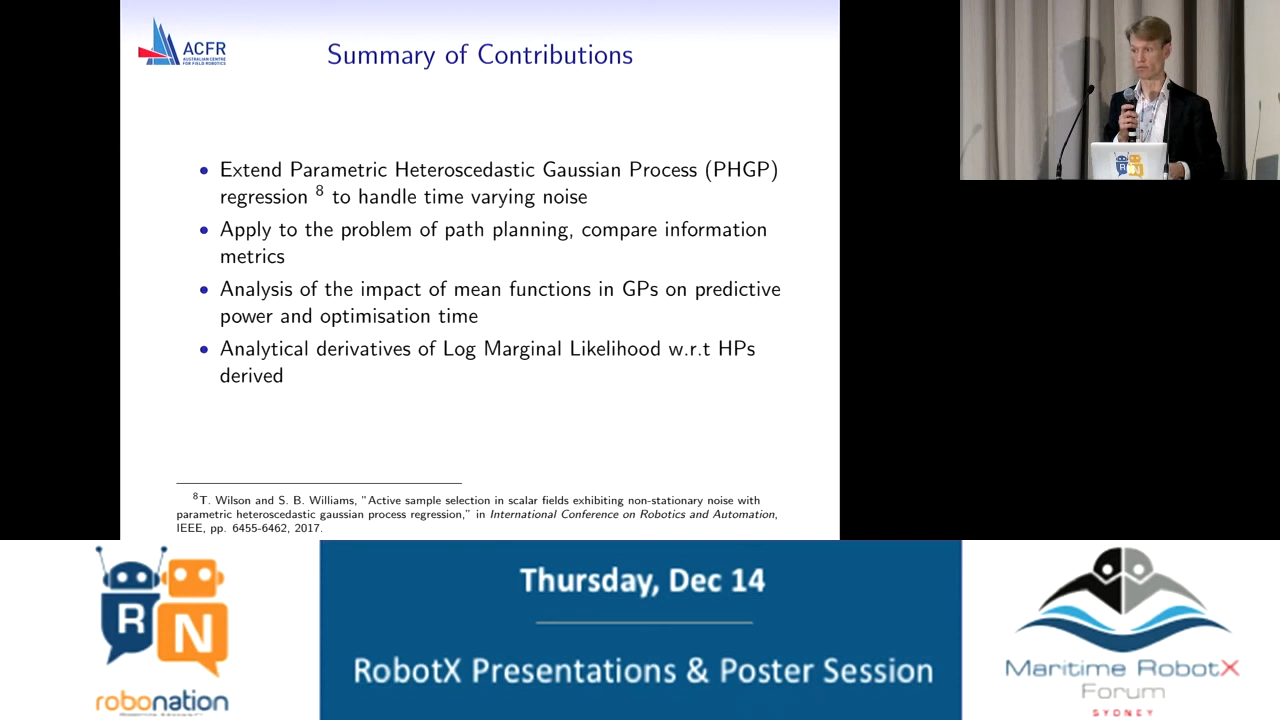 ACFR
AUSTRALIAN CENTRE
FOR FIELD ROBOTICS
Summary of Contributions
• Extend Parametric Heteroscedastic Gaussian Process (PHGP)
regression 8 to handle time varying noise
• Apply to the problem of path planning, compare information
metrics
• Analysis of the impact of mean functions in GPs on predictive
power and optimisation time
• Analytical derivatives of Log Marginal Likelihood w.r.t HPs
derived
8T. Wilson and S. B. Williams, "Active sample selection in scalar fields exhibiting non-stationary noise with
parametric heteroscedastic gaussian process regression," in International Conference on Robotics and Automation,
IEEE, pp. 6455-6462, 2017.
R N
robonation
Thursday, Dec 14
RobotX Presentations & Poster Session
Maritime RobotX
Forum
SYDNEY